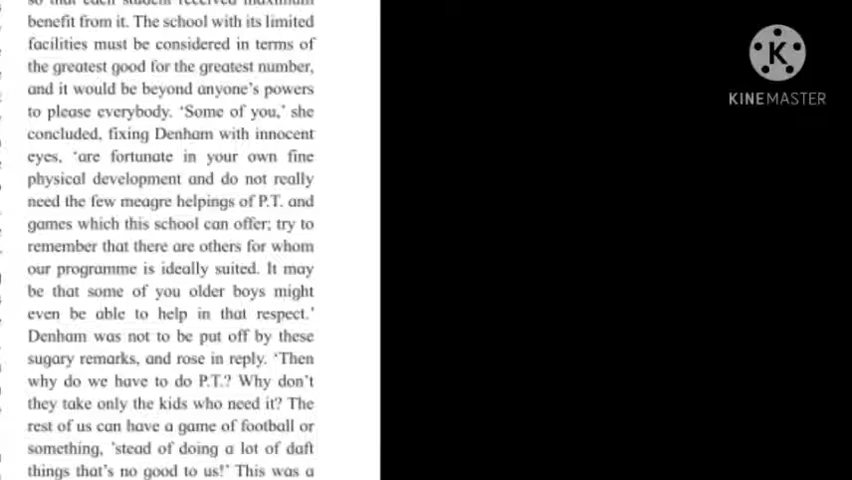 so that each student received maximum
benefit from it. The school with its limited
facilities must be considered in terms of
the greatest good for the greatest number,
and it would be beyond anyone's powers
to please everybody. 'Some of you,' she
concluded, fixing Denham with innocent
eyes, 'are fortunate in your own fine
physical development and do not really
need the few meagre helpings of P.T. and
games which this school can offer; try to
remember that there are others for whom
our programme is ideally suited. It may
be that some of you older boys might
even be able to help in that respect.'
Denham was not to be put off by these
sugary remarks, and rose in reply. 'Then
why do we have to do P.T.? Why don't
they take only the kids who need it? The
rest of us can have a game of football or
something, 'stead of doing a lot of daft
things that's no good to us!' This was a
K
KINEMASTER